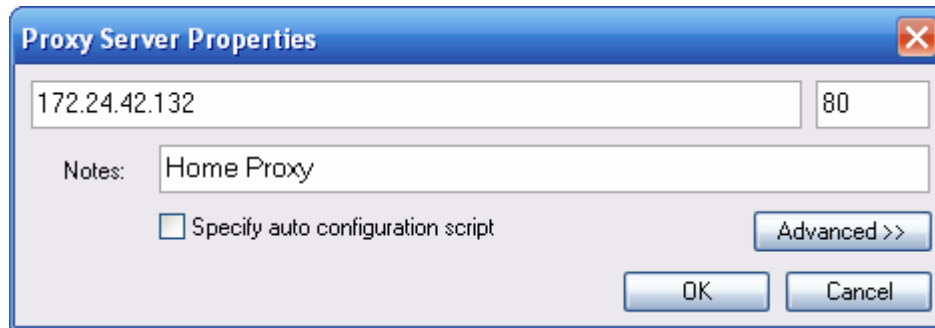 Proxy Server Properties
172.24.42.132 80
Notes: Home Proxy
Specify auto configuration script Advanced >>
OK Cancel